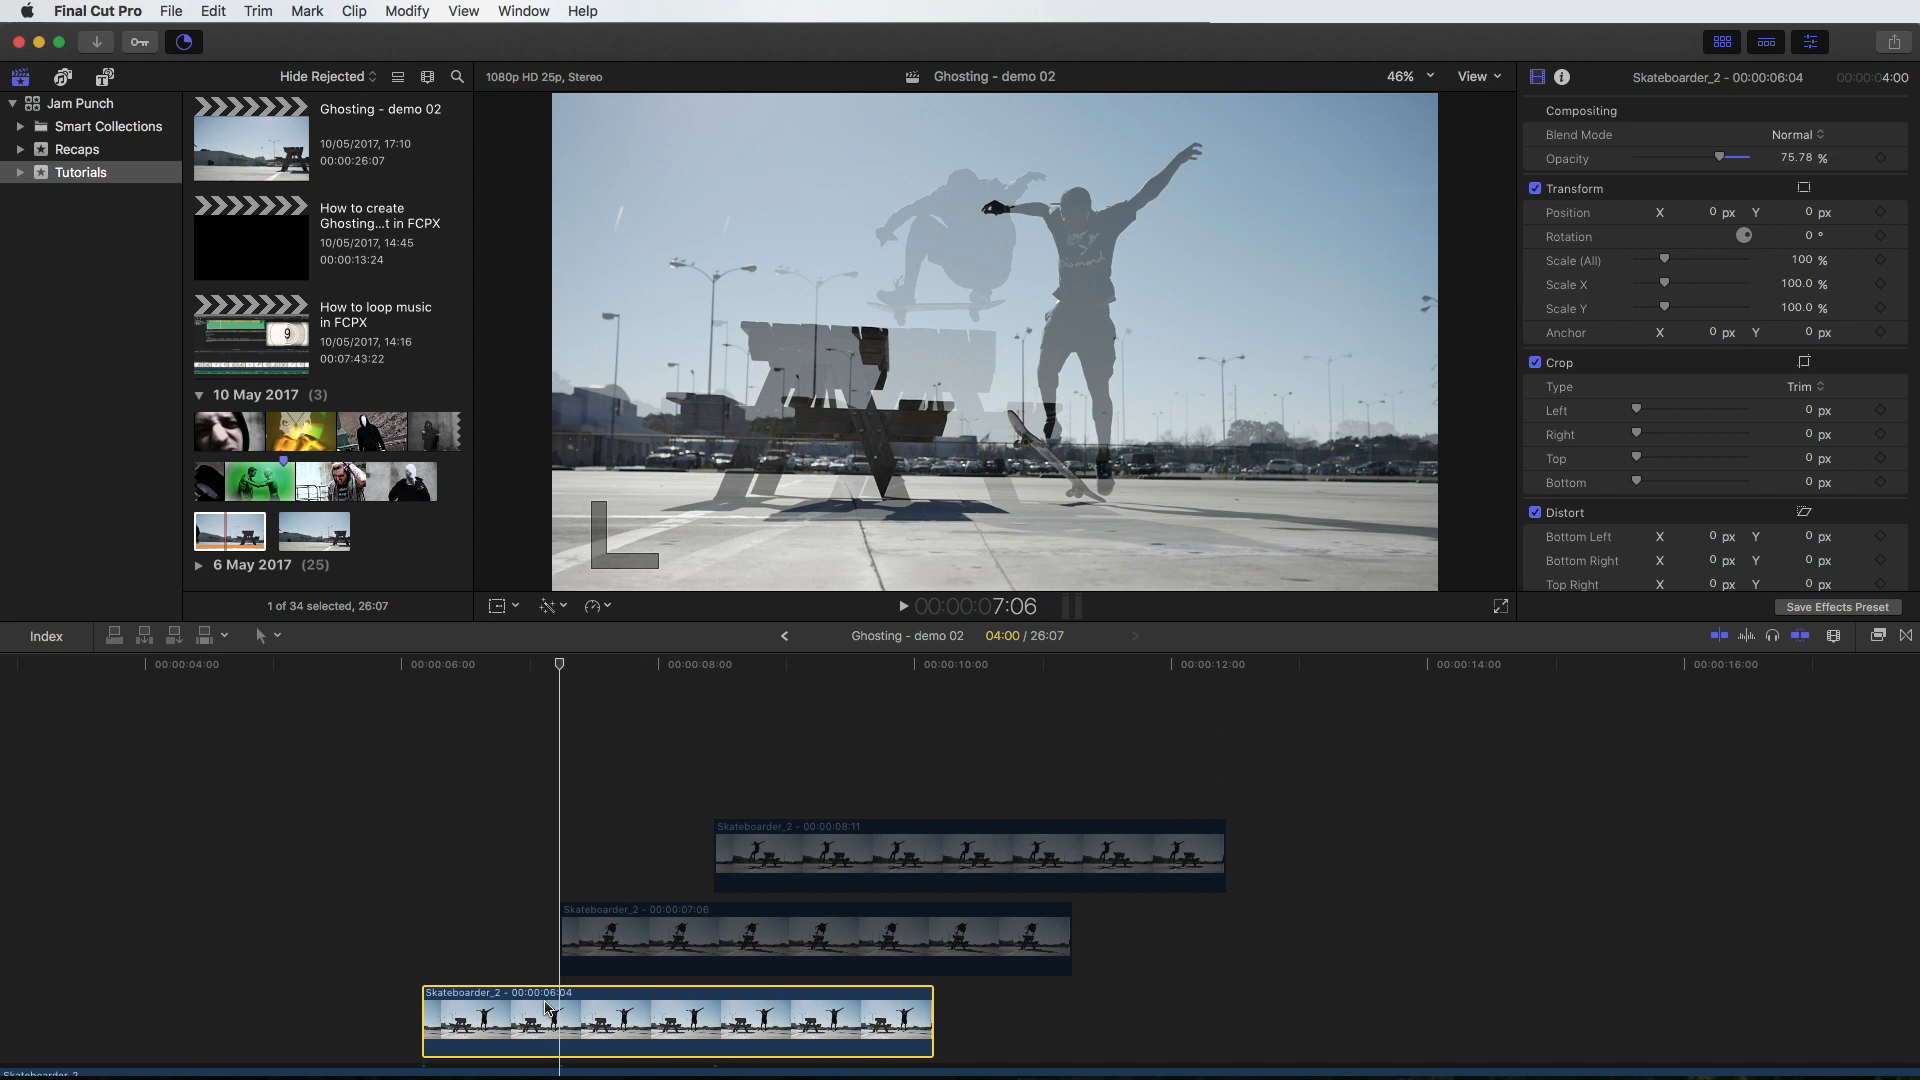 Final Cut Pro File Edit Trim Mark Clip Modify View Window Help
Hide Rejected
1080p HD 25p, Stereo
Ghosting - demo 02
46%
View
Skateboarder_2 - 00:00:06:04
00:00:04:00
Jam Punch
Smart Collections
Recaps
Tutorials
Ghosting - demo 02
10/05/2017, 17:10
00:00:26:07
How to create
Ghosting...t in FCPX
10/05/2017, 14:45
00:00:13:24
How to loop music
in FCPX
10/05/2017, 14:16
00:07:43:22
9
10 May 2017 (3)
6 May 2017 (25)
1 of 34 selected, 26:07
Compositing
Blend Mode Normal
Opacity 75.78 %
Transform
Position X 0 px Y 0 px
Rotation 0 °
Scale (All) 100 %
Scale X 100.0 %
Scale Y 100.0 %
Anchor X 0 px Y 0 px
Crop
Type Trim
Left 0 px
Right 0 px
Top 0 px
Bottom 0 px
Distort
Bottom Left X 0 px Y 0 px
Bottom Right X 0 px Y 0 px
Top Right X 0 px Y 0 px
Save Effects Preset
00:00:07:06
Index
Ghosting - demo 02 04:00 / 26:07
00:00:04:00 00:00:06:00 00:00:08:00 00:00:10:00 00:00:12:00 00:00:14:00 00:00:16:00
Skateboarder_2 - 00:00:08:11
Skateboarder_2 - 00:00:07:06
Skateboarder_2 - 00:00:06:04
Skateboarder_2